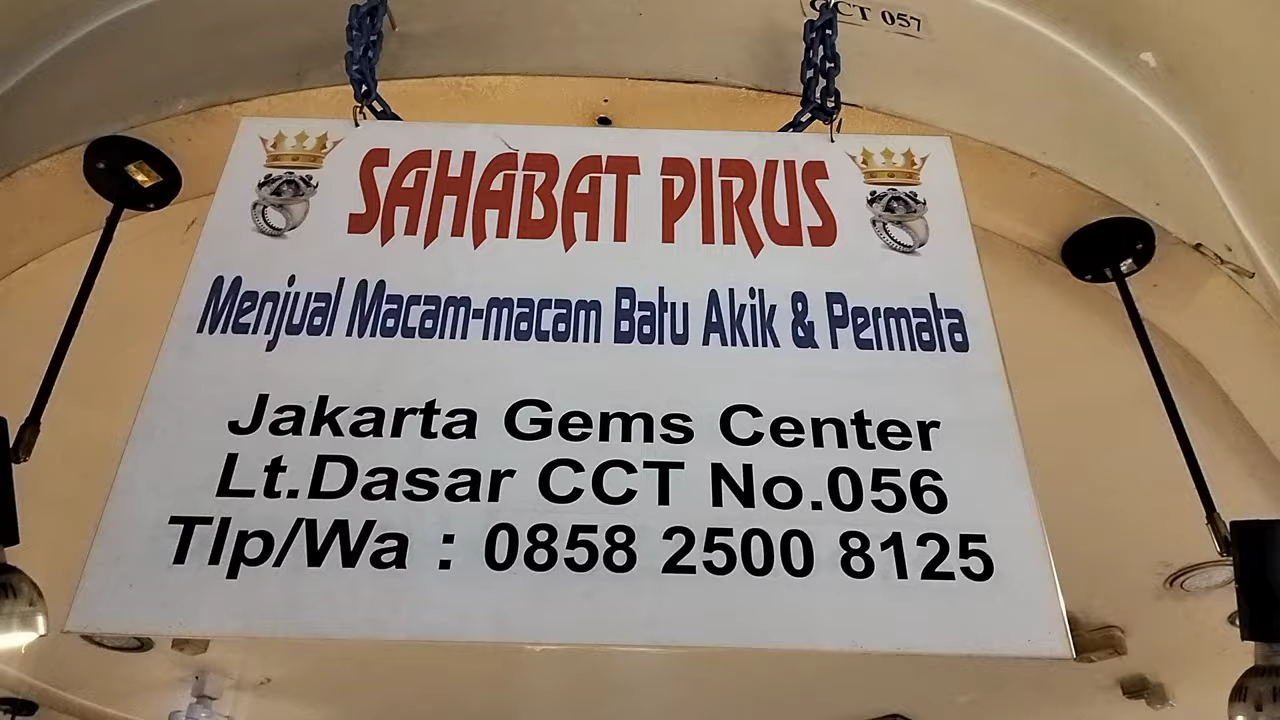 CCT 057
SAHABAT PIRUS
Menjual Macam-macam Batu Akik & Permata
Jakarta Gems Center
Lt.Dasar CCT No.056
Tlp/Wa : 0858 2500 8125